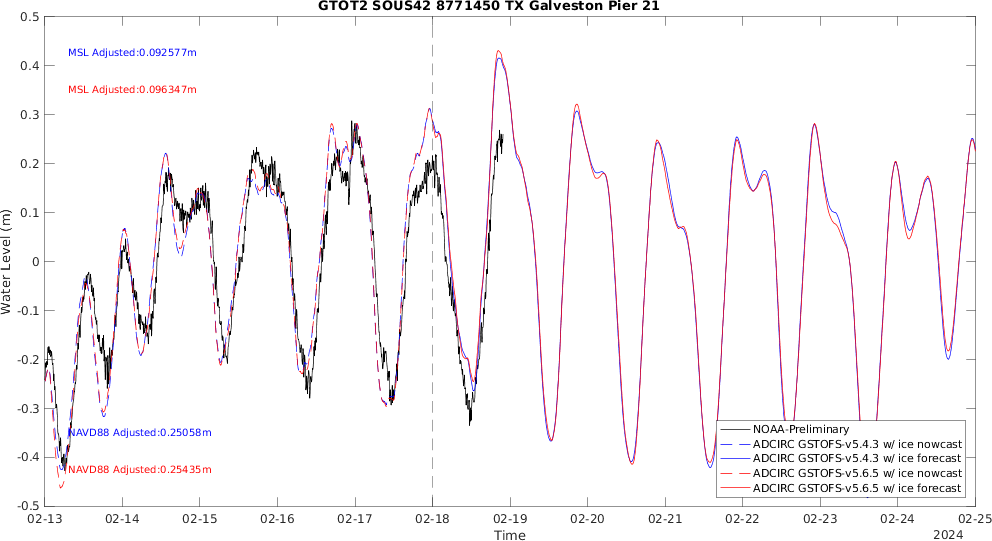 GTOT2 SOUS42 8771450 TX Galveston Pier 21
0.5
0.4
0.3
0.2
0.1
0
-0.1
-0.2
-0.3
-0.4
-0.5
Water Level (m)
MSL Adjusted:0.092577m
MSL Adjusted:0.096347m
NAVD88 Adjusted:0.25058m
NAVD88 Adjusted:0.25435m
NOAA-Preliminary
ADCIRC GSTOFS-v5.4.3 w/ ice nowcast
ADCIRC GSTOFS-v5.4.3 w/ ice forecast
ADCIRC GSTOFS-v5.6.5 w/ ice nowcast
ADCIRC GSTOFS-v5.6.5 w/ ice forecast
02-13 02-14 02-15 02-16 02-17 02-18 02-19 02-20 02-21 02-22 02-23 02-24 02-25
Time
2024